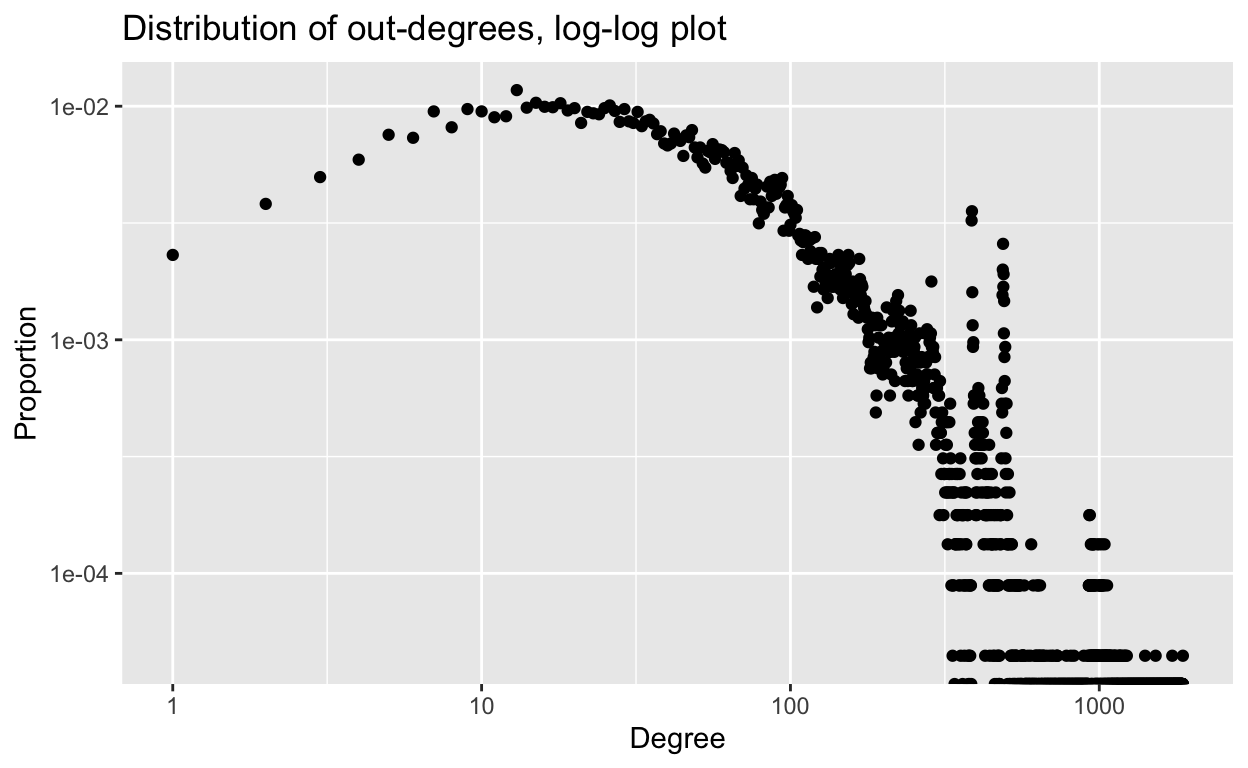 Distribution of out-degrees, log-log plot
1e-02
1e-03
1e-04
Proportion
1 10 100 1000
Degree